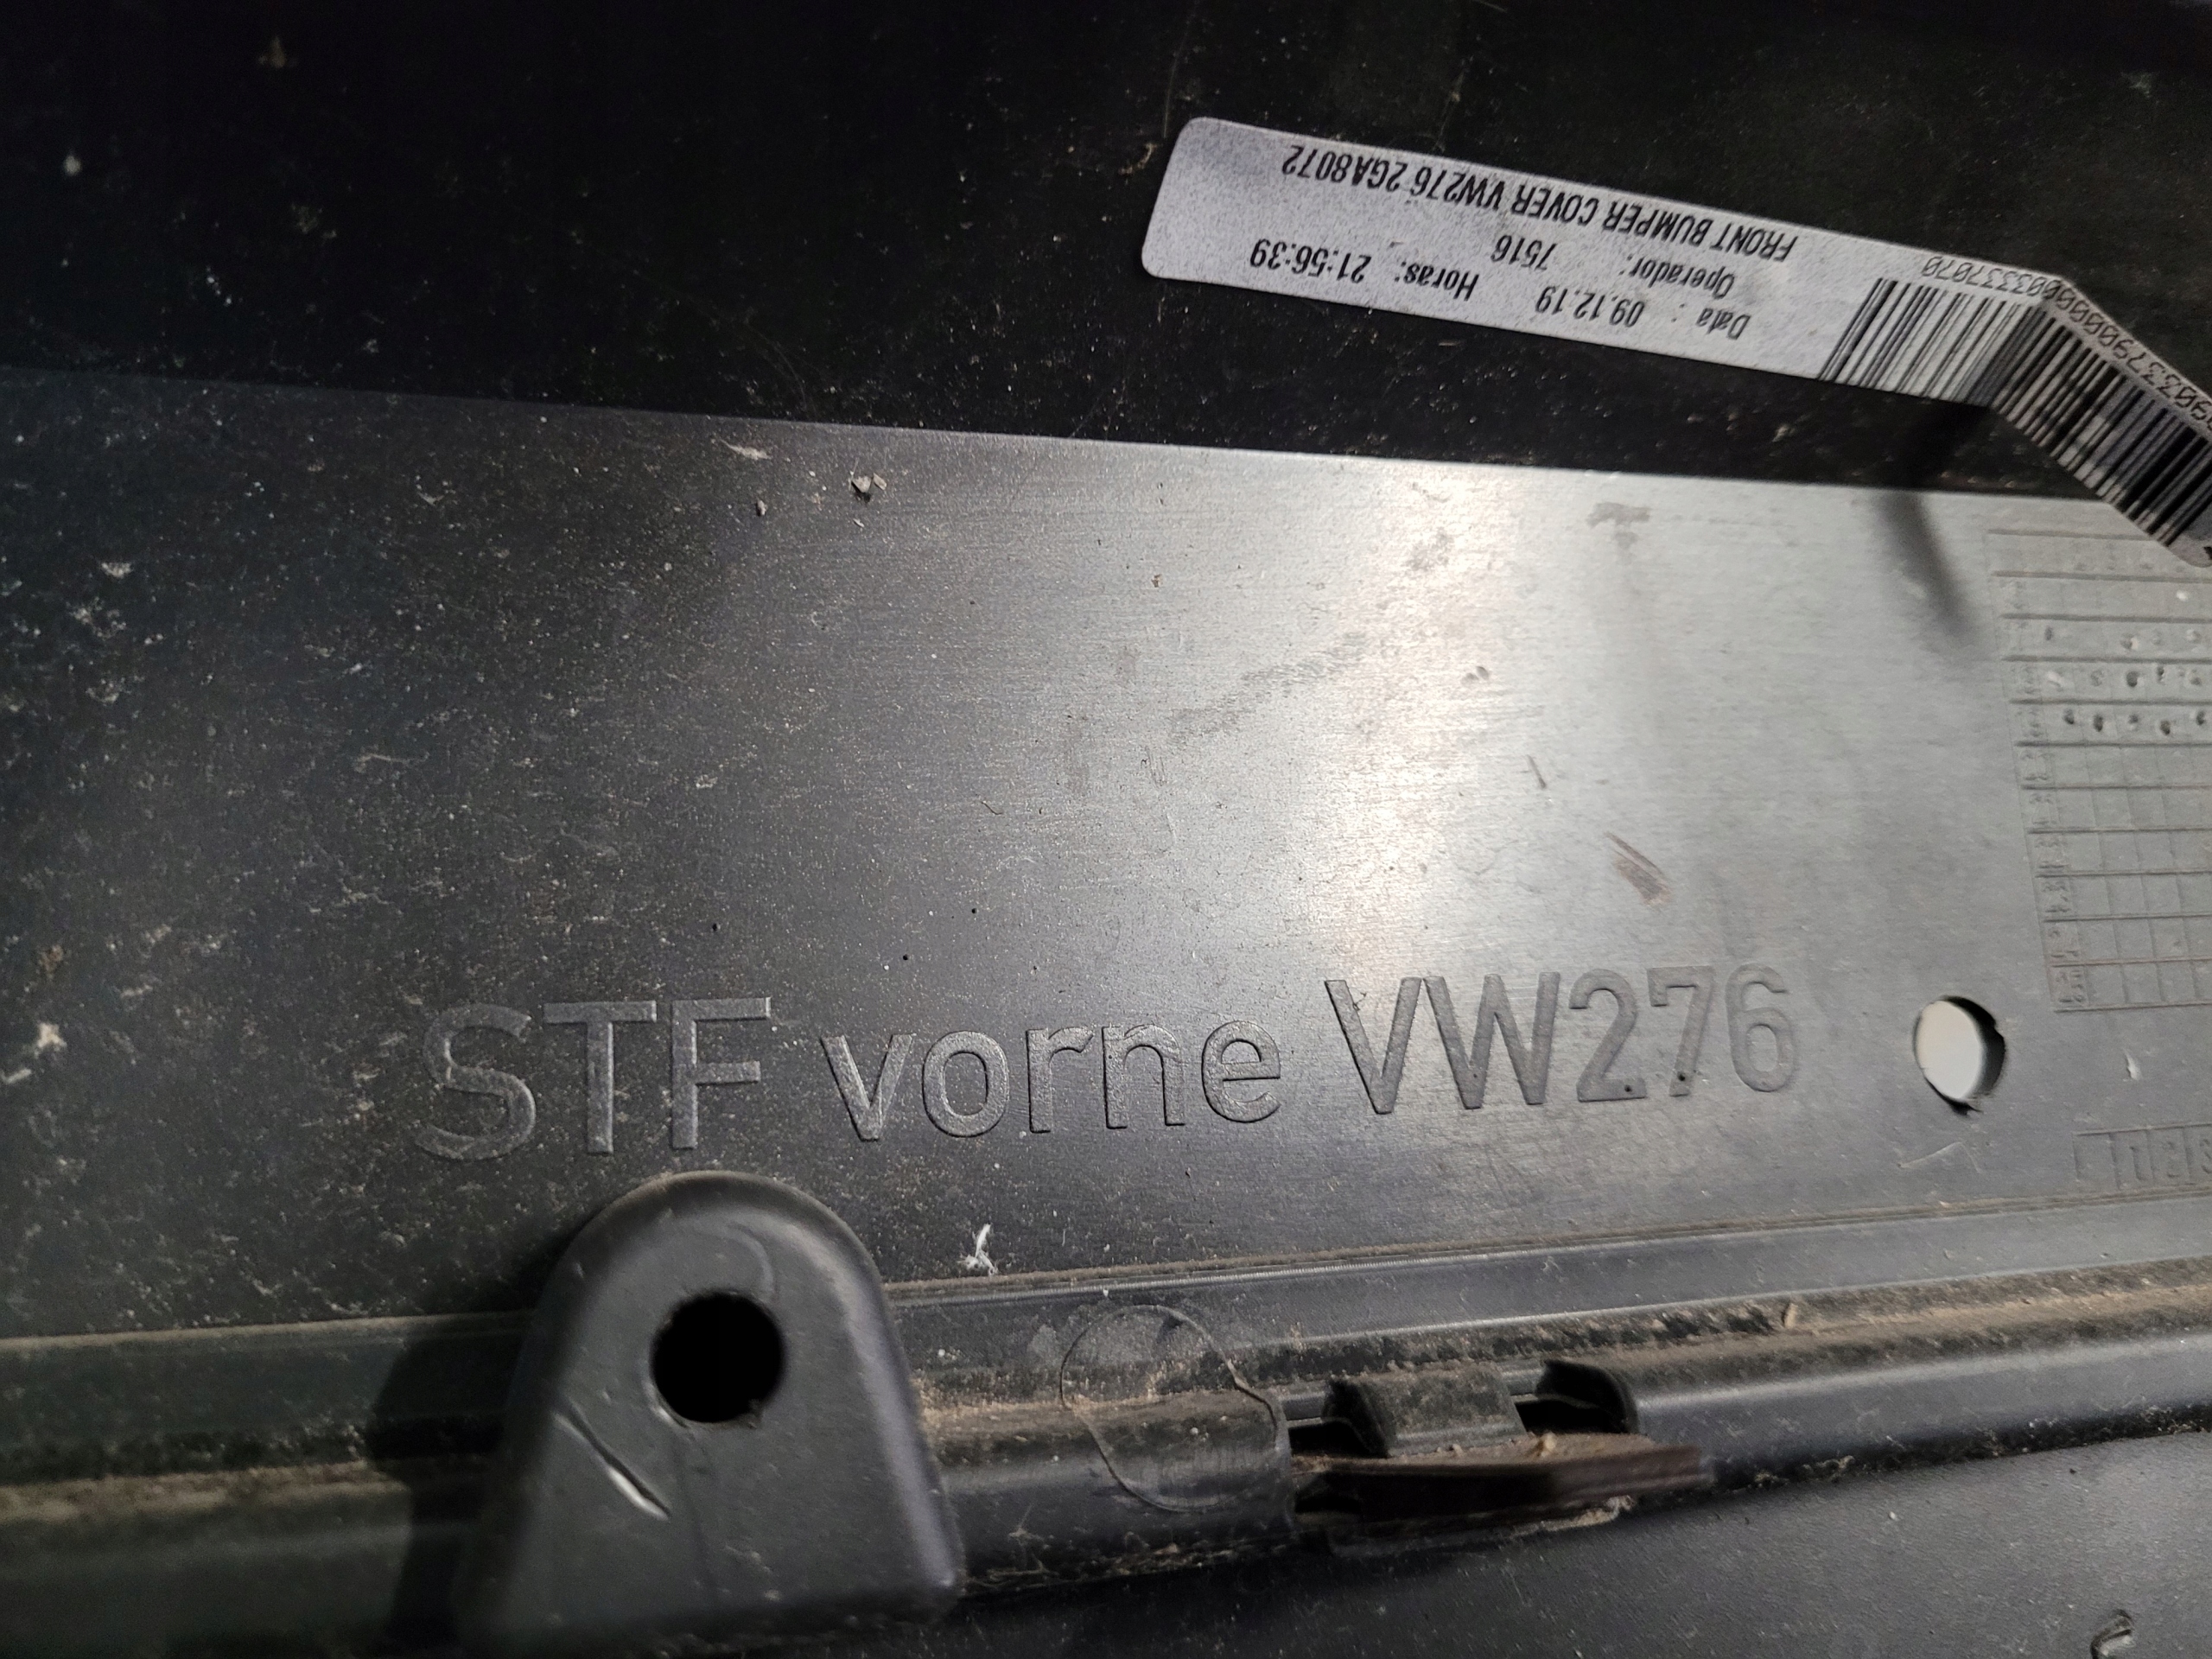 FRONT BUMPER COVER VW276 2GA8072
Operador: 7516
Data : 09.12.19 Horas: 21:56:39
STF vorne VW276